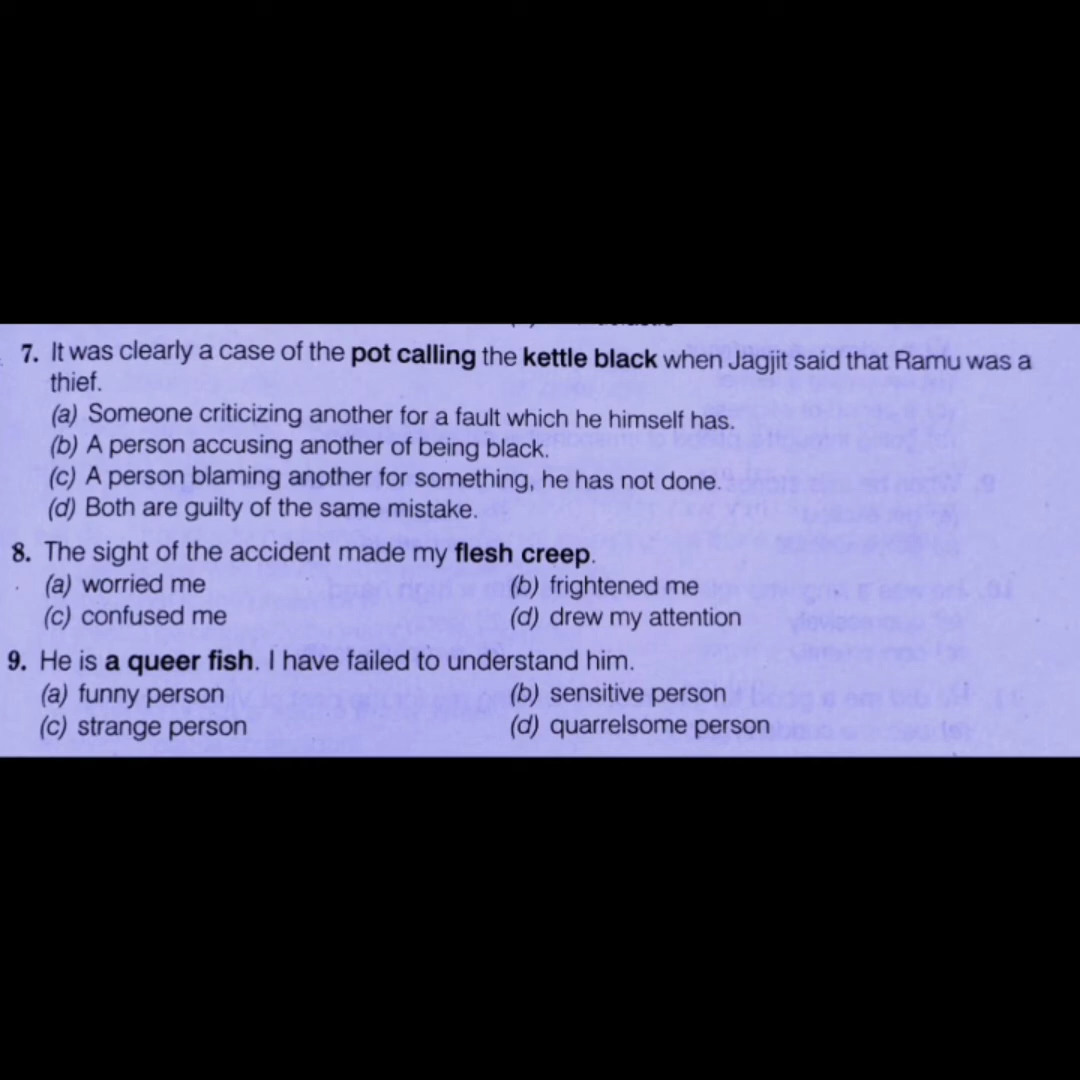 7. It was clearly a case of the pot calling the kettle black when Jagjit said that Ramu was a
thief.
(a) Someone criticizing another for a fault which he himself has.
(b) A person accusing another of being black.
(c) A person blaming another for something, he has not done.
(d) Both are guilty of the same mistake.
8. The sight of the accident made my flesh creep.
(a) worried me (b) frightened me
(c) confused me (d) drew my attention
9. He is a queer fish. I have failed to understand him.
(a) funny person (b) sensitive person
(c) strange person (d) quarrelsome person